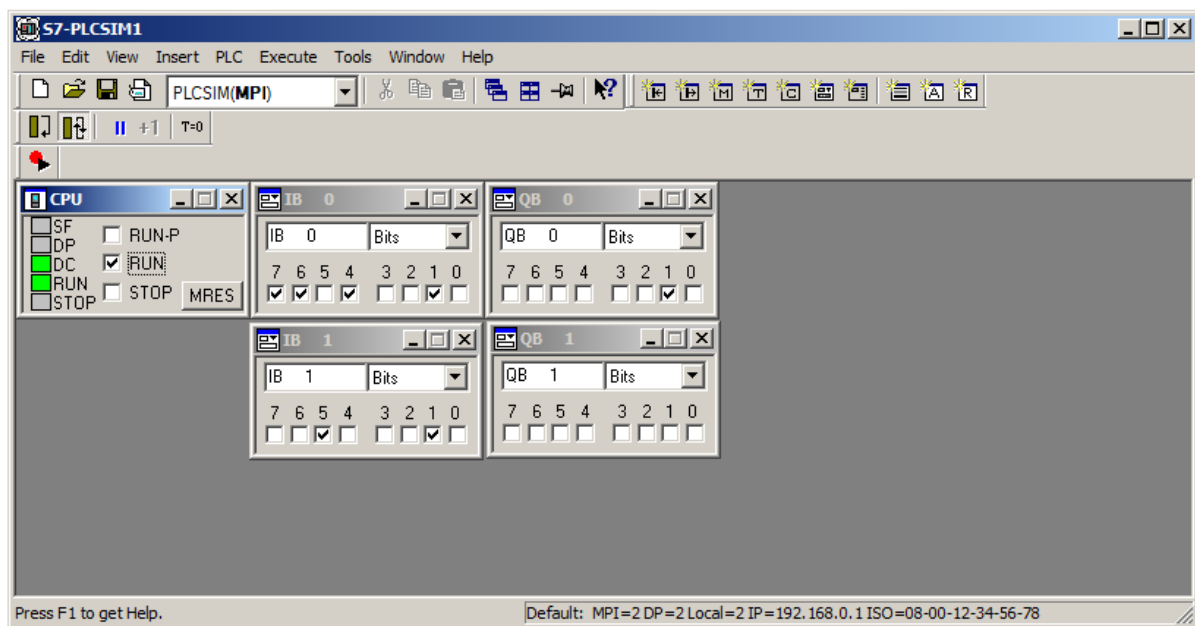 S7-PLCSIM1
File Edit View Insert PLC Execute Tools Window Help
PLCSIM(MPI)
+1 T=0
CPU
SF
DP
DC
RUN
STOP
RUN-P
RUN
STOP
MRES
IB 0
IB 0 Bits
7 6 5 4 3 2 1 0
QB 0
QB 0 Bits
7 6 5 4 3 2 1 0
IB 1
IB 1 Bits
7 6 5 4 3 2 1 0
QB 1
QB 1 Bits
7 6 5 4 3 2 1 0
Press F1 to get Help.
Default: MPI=2 DP=2 Local=2 IP=192.168.0.1 ISO=08-00-12-34-56-78